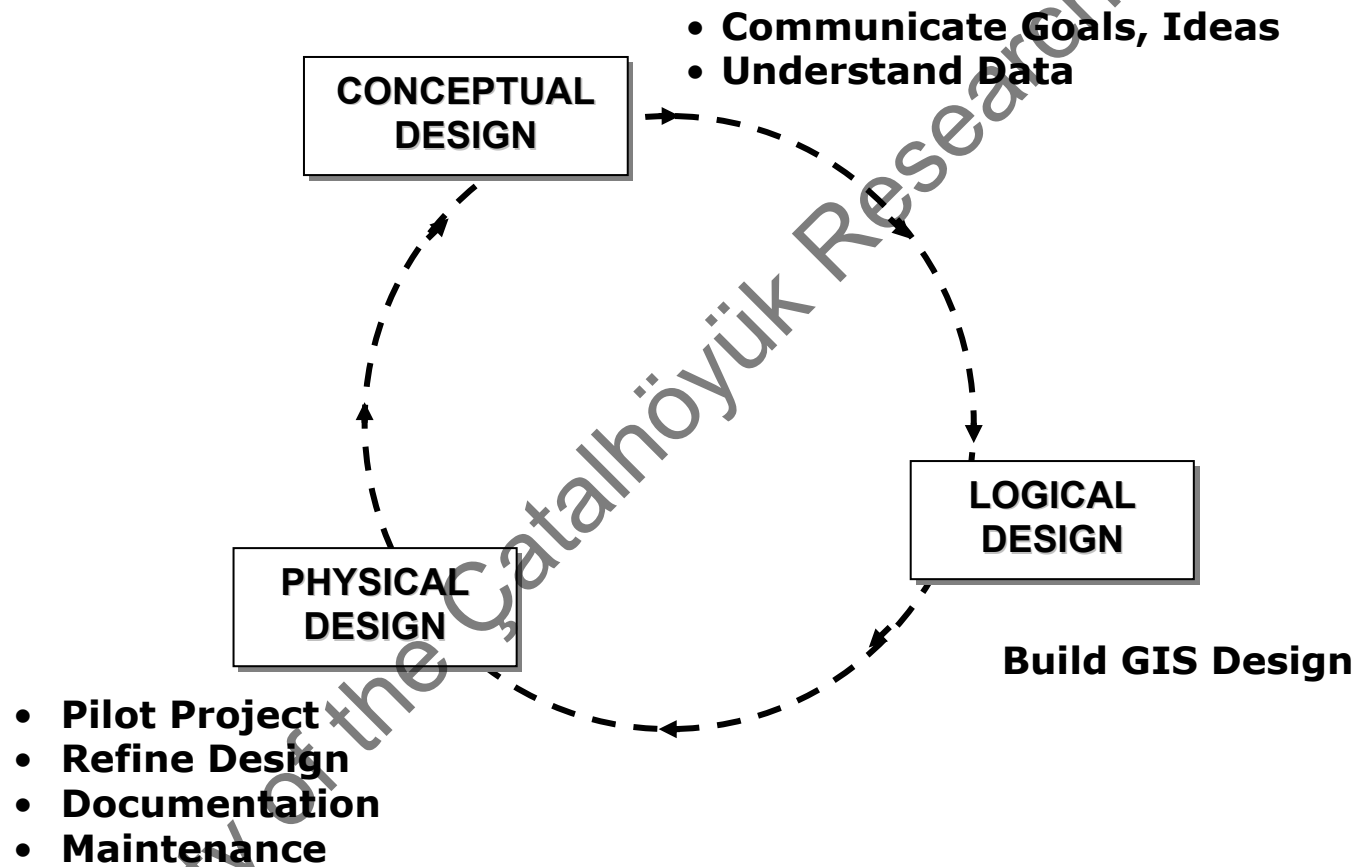 • Communicate Goals, Ideas
• Understand Data
CONCEPTUAL
DESIGN
LOGICAL
DESIGN
Build GIS Design
PHYSICAL
DESIGN
• Pilot Project
• Refine Design
• Documentation
• Maintenance
of the Çatalhöyük Research